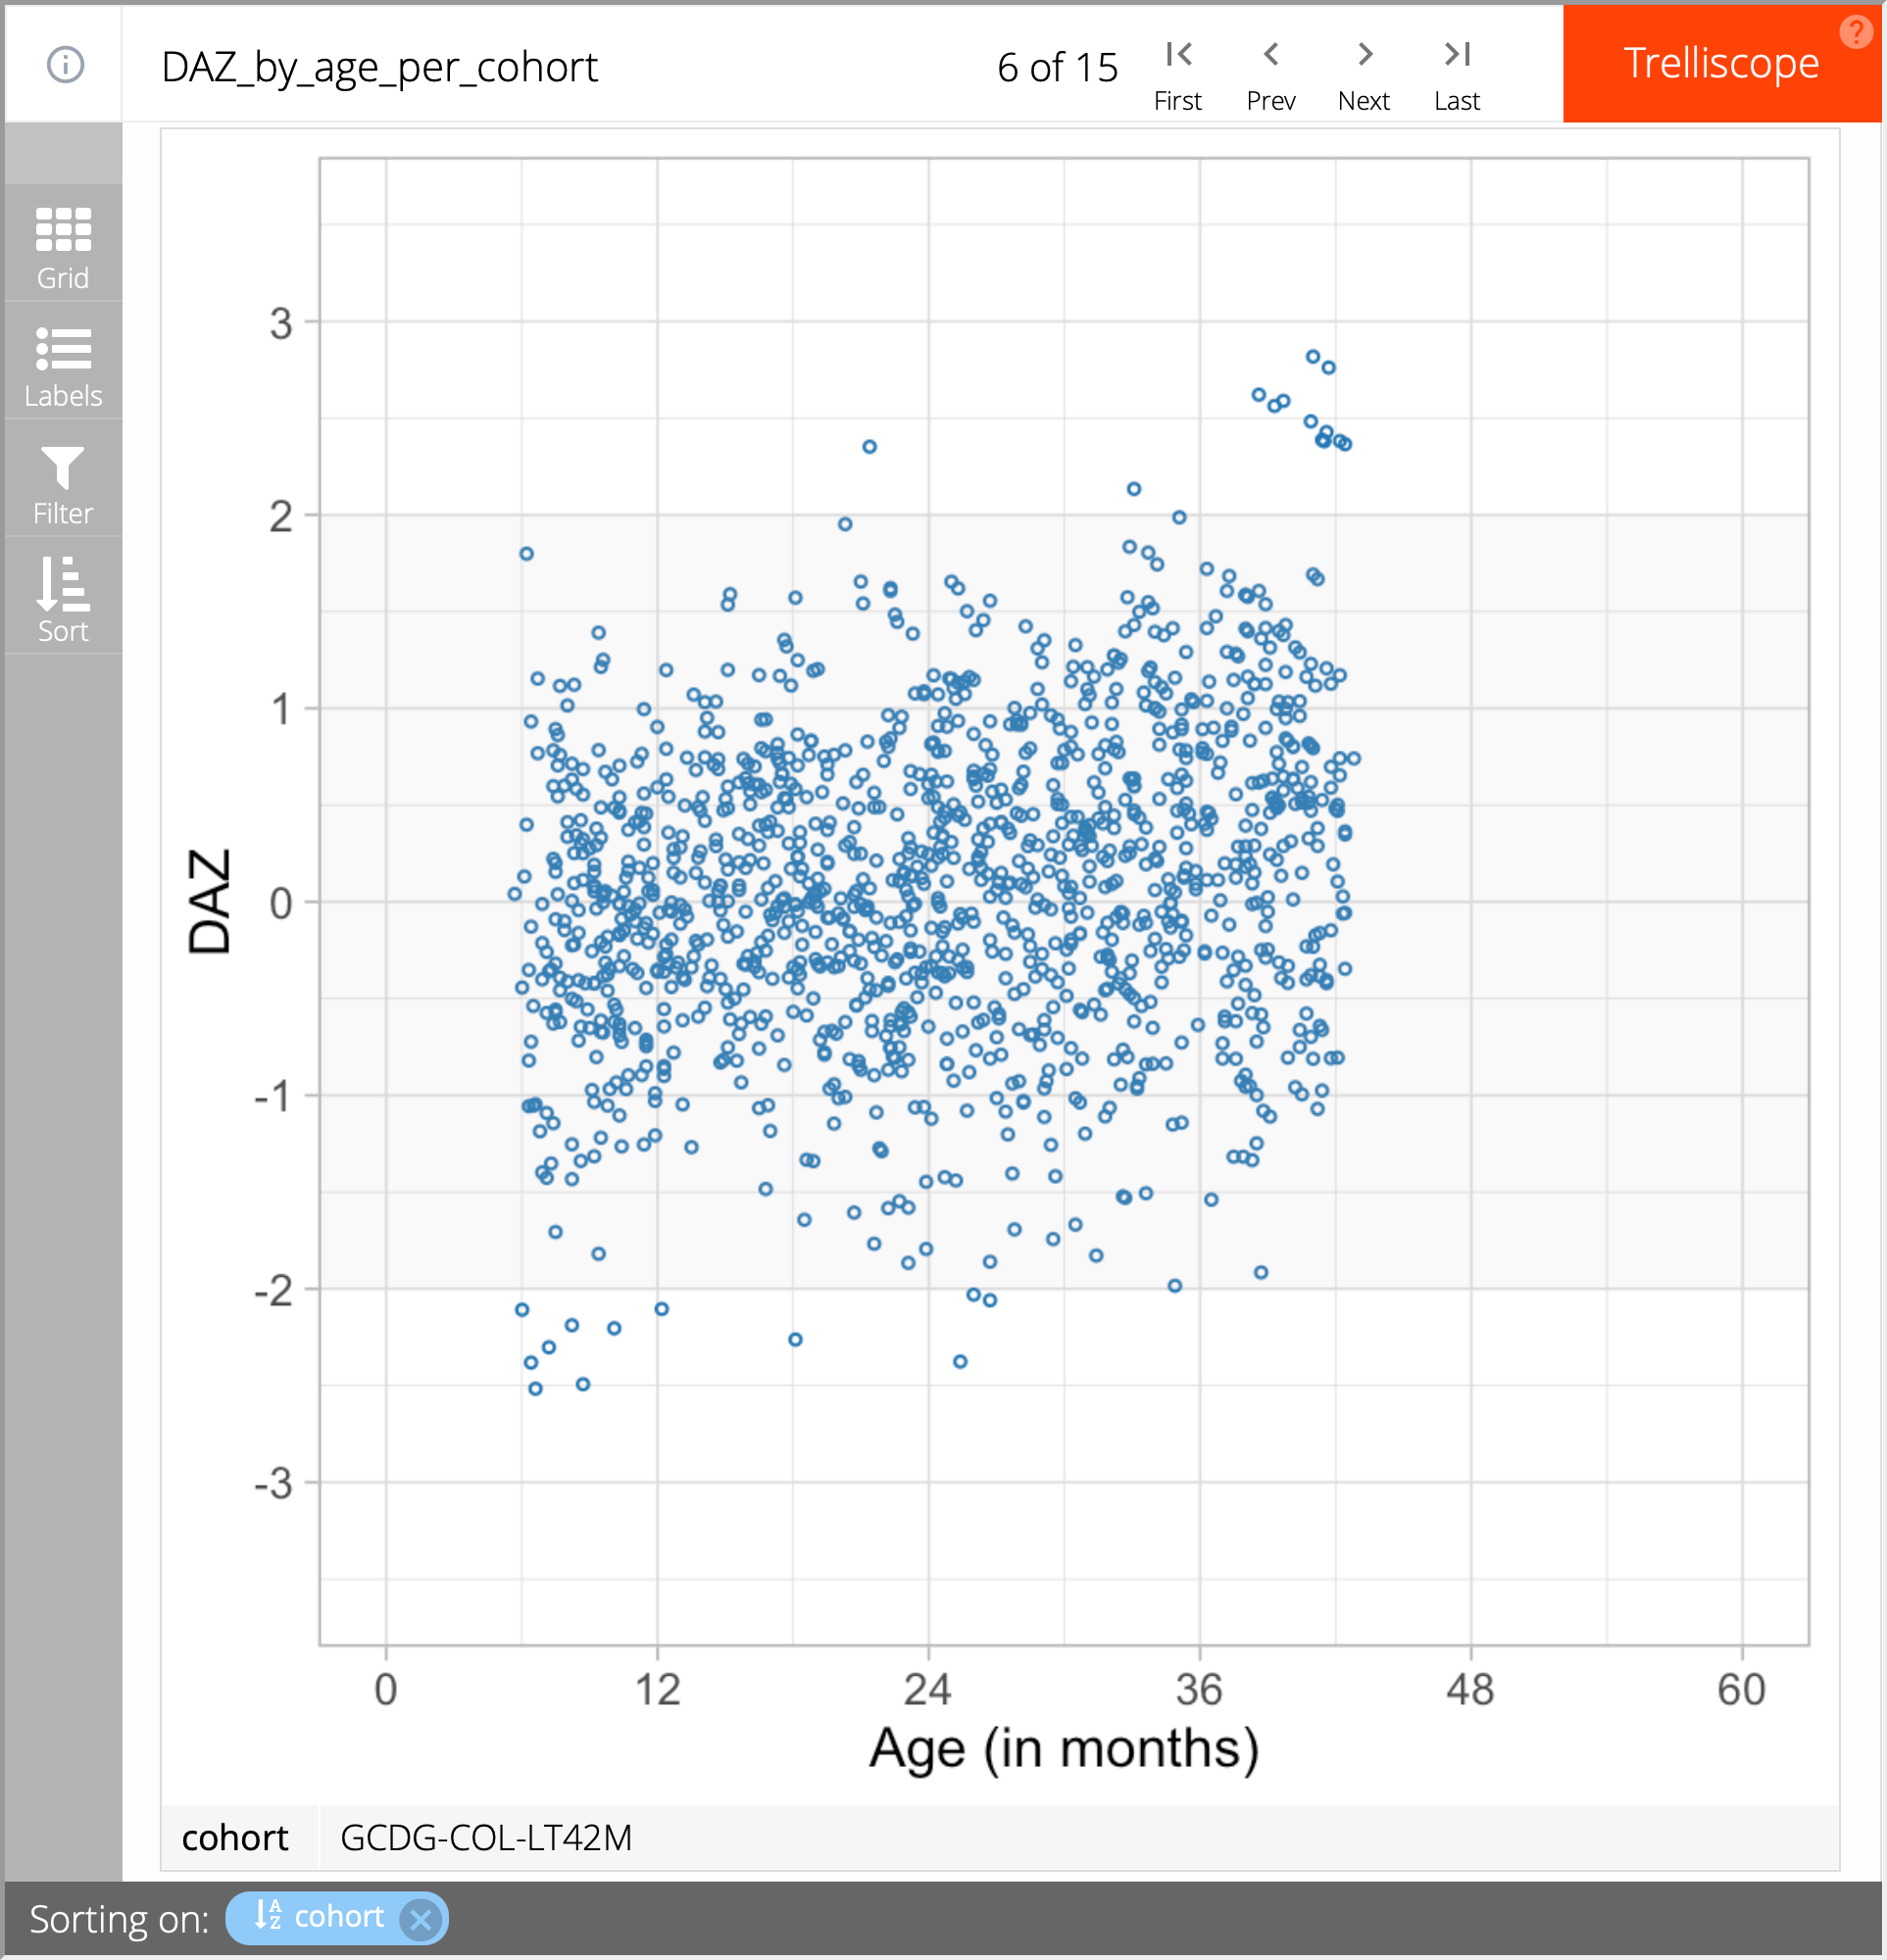 DAZ_by_age_per_cohort
6 of 15
First
Prev
Next
Last
Trelliscope
?
Grid
Labels
Filter
Sort
3
2
1
0
-1
-2
-3
DAZ
0 12 24 36 48 60
Age (in months)
cohort GCDG-COL-LT42M
Sorting on: AZ cohort